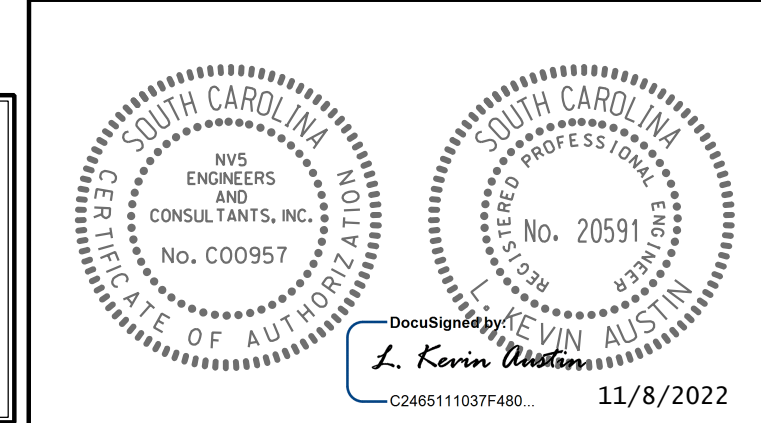 SOUTH CAROLINA
NV5
ENGINEERS
AND
CONSULTANTS, INC.
No. C00957
CERTIFICATE OF AUTHORIZATION
SOUTH CAROLINA
REGISTERED PROFESSIONAL ENGINEER
No. 20591
L. KEVIN AUSTIN
DocuSigned by:
L. Kevin Austin
C2465111037F480...
11/8/2022